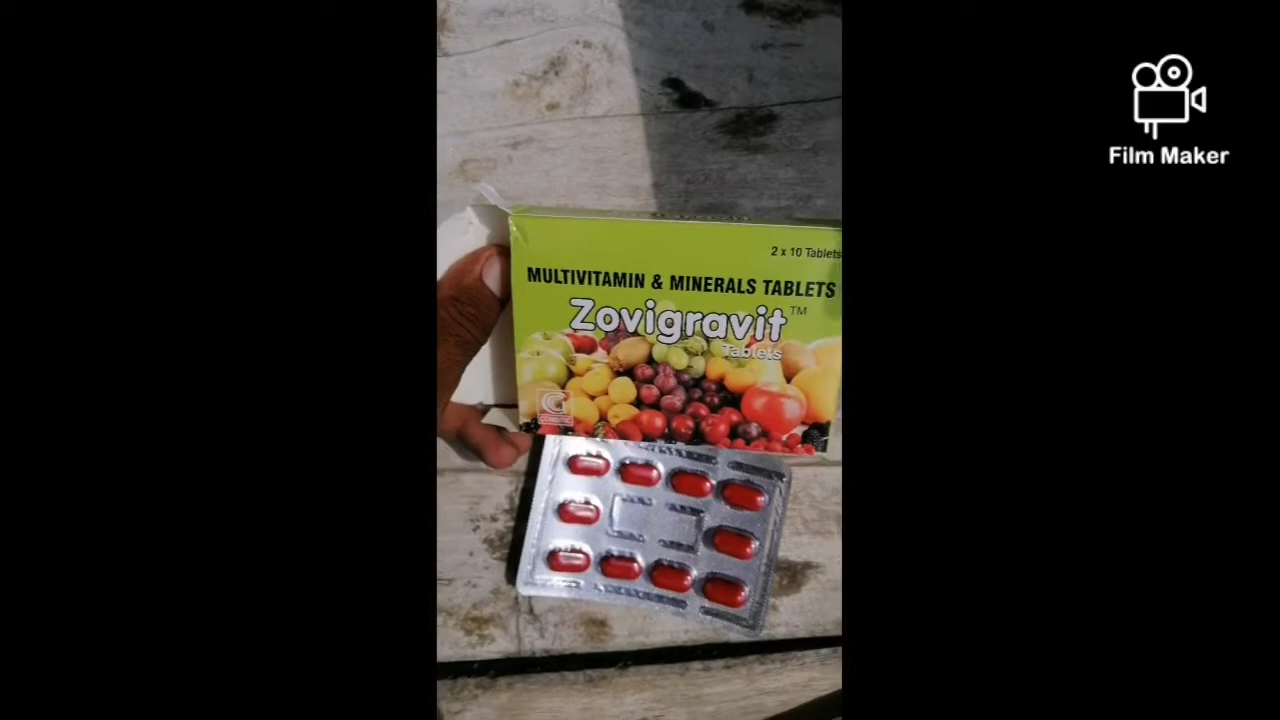 Film Maker
2 x 10 Tablets
MULTIVITAMIN & MINERALS TABLETS
Zovigravit™
Tablets